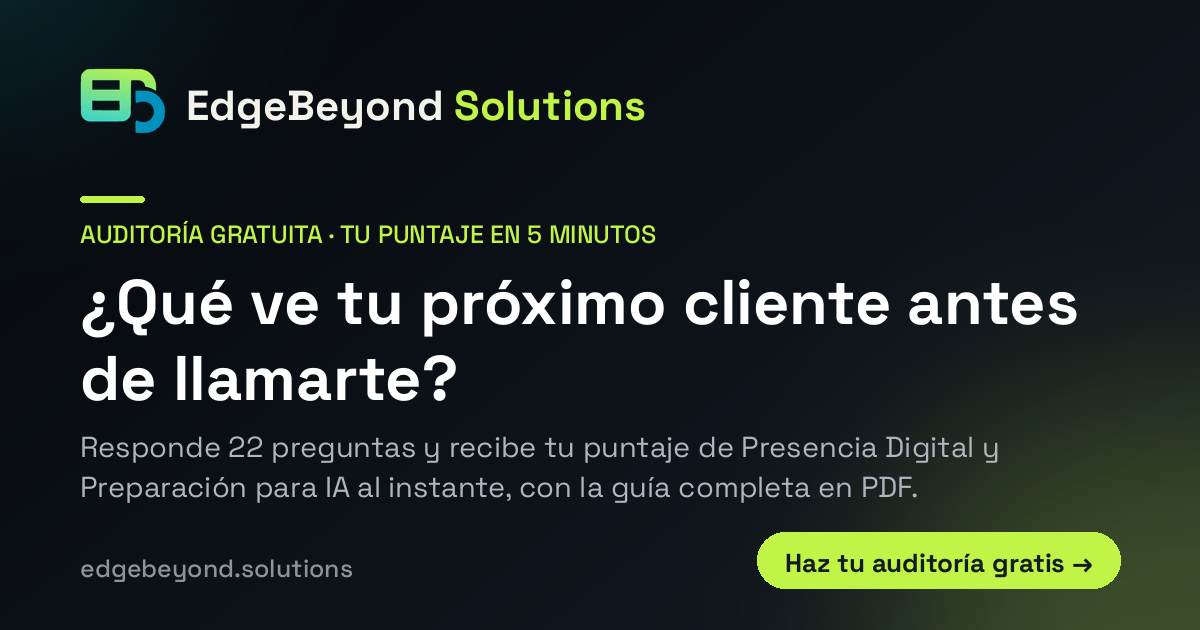 EdgeBeyond Solutions
AUDITORÍA GRATUITA · TU PUNTAJE EN 5 MINUTOS
¿Qué ve tu próximo cliente antes
de llamarte?
Responde 22 preguntas y recibe tu puntaje de Presencia Digital y
Preparación para IA al instante, con la guía completa en PDF.
edgebeyond.solutions
Haz tu auditoría gratis →